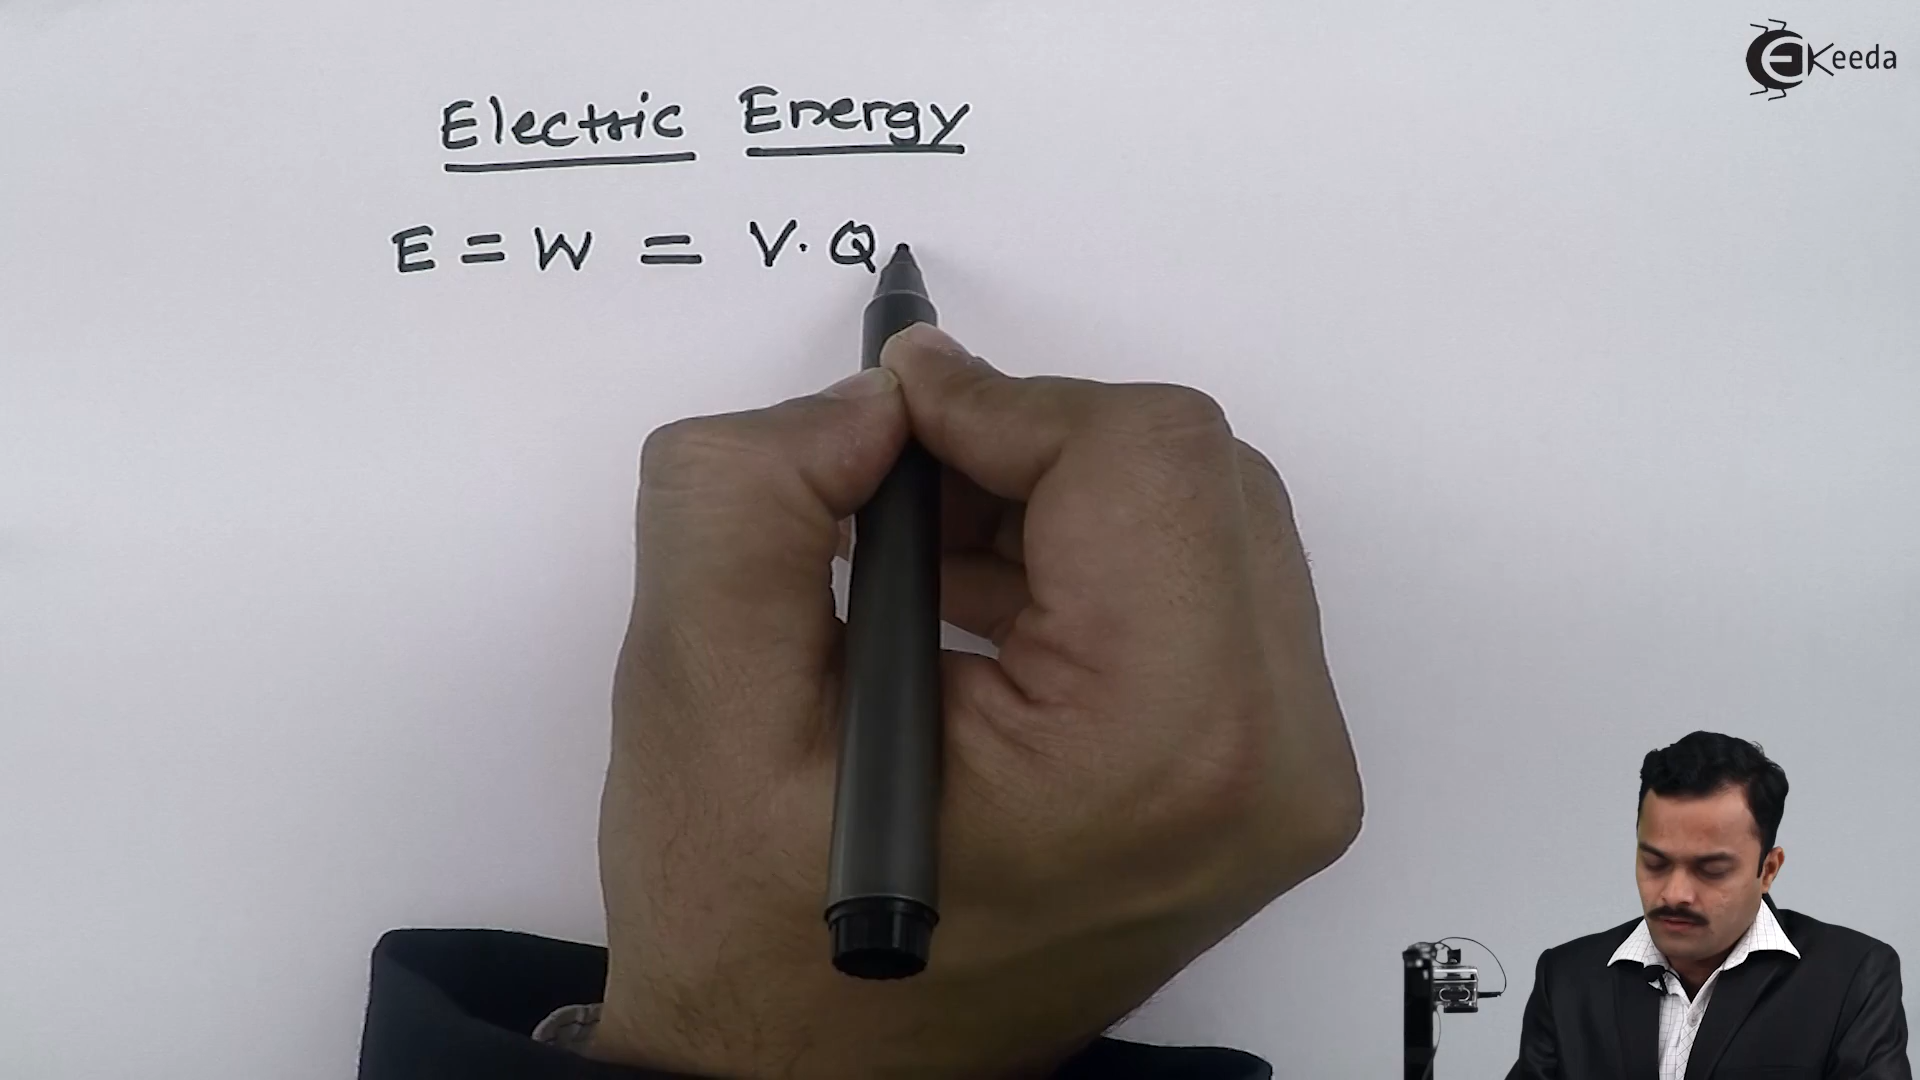 Electric Energy
E = W = V. Q
EKeeda